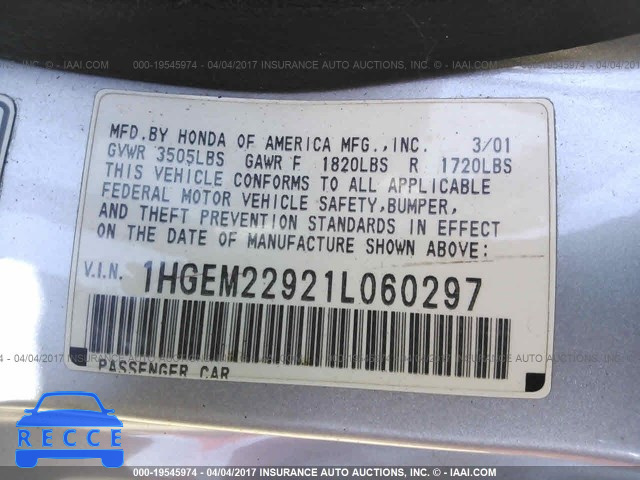 000-19545974 - 04/04/2017 INSURANCE AUTO AUCTIONS, INC. - © IAAI.COM
MFD.BY HONDA OF AMERICA MFG.,INC. 3/01
GVWR 3505LBS GAWR F 1820LBS R 1720LBS
THIS VEHICLE CONFORMS TO ALL APPLICABLE
FEDERAL MOTOR VEHICLE SAFETY,BUMPER,
AND THEFT PREVENTION STANDARDS IN EFFECT
ON THE DATE OF MANUFACTURE SHOWN ABOVE:
V.I.N. 1HGEM22921L060297
PASSENGER CAR
RECCE
000-19545974 - 04/04/2017 INSURANCE AUTO AUCTIONS, INC. - © IAAI.COM